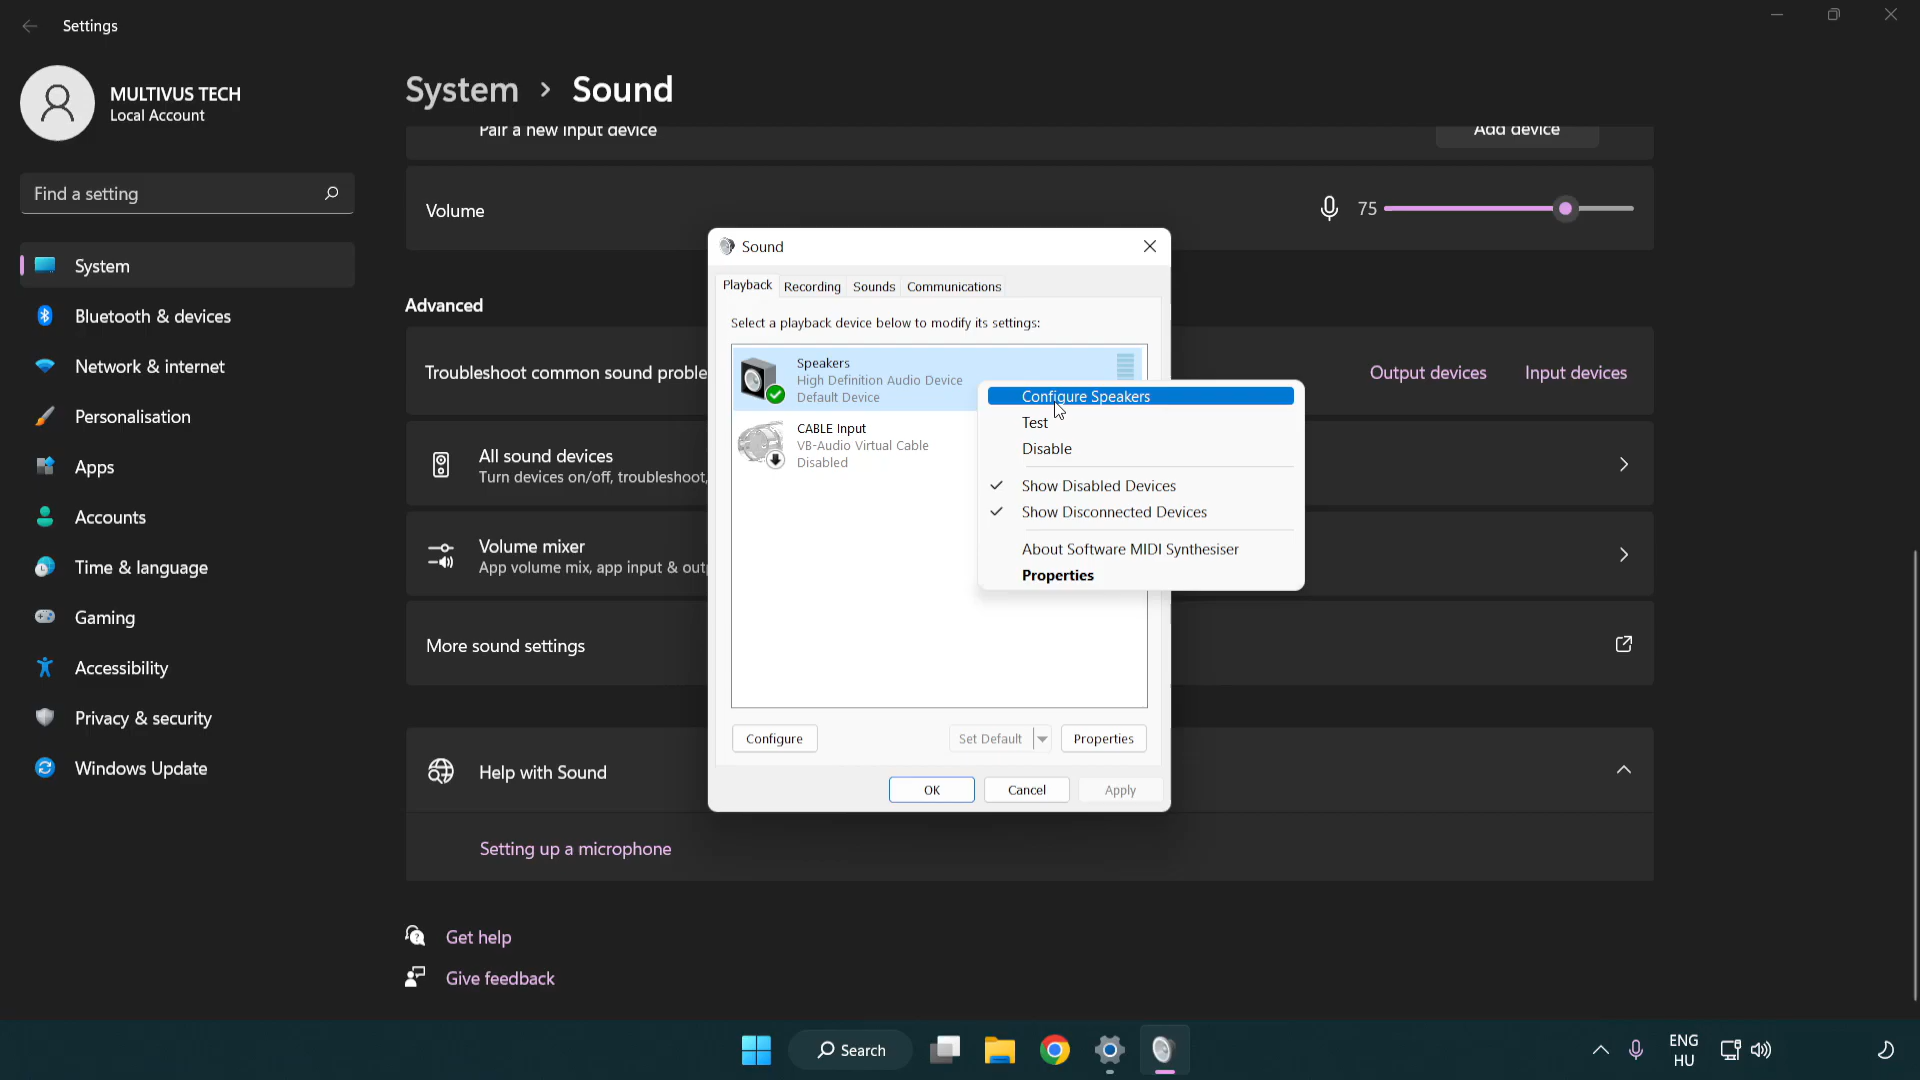 Settings
MULTIVUS TECH
Local Account
Find a setting
System
Bluetooth & devices
Network & internet
Personalisation
Apps
Accounts
Time & language
Gaming
Accessibility
Privacy & security
Windows Update
System › Sound
Pair a new input device
Add device
Volume
75
Advanced
Troubleshoot common sound proble
Output devices
Input devices
All sound devices
Turn devices on/off, troubleshoot,
Volume mixer
App volume mix, app input & out
More sound settings
Help with Sound
Setting up a microphone
Get help
Give feedback
Sound
Playback
Recording
Sounds
Communications
Select a playback device below to modify its settings:
Speakers
High Definition Audio Device
Default Device
CABLE Input
VB-Audio Virtual Cable
Disabled
Configure Speakers
Test
Disable
Show Disabled Devices
Show Disconnected Devices
About Software MIDI Synthesiser
Properties
Configure
Set Default
Properties
OK
Cancel
Apply
Search
ENG
HU